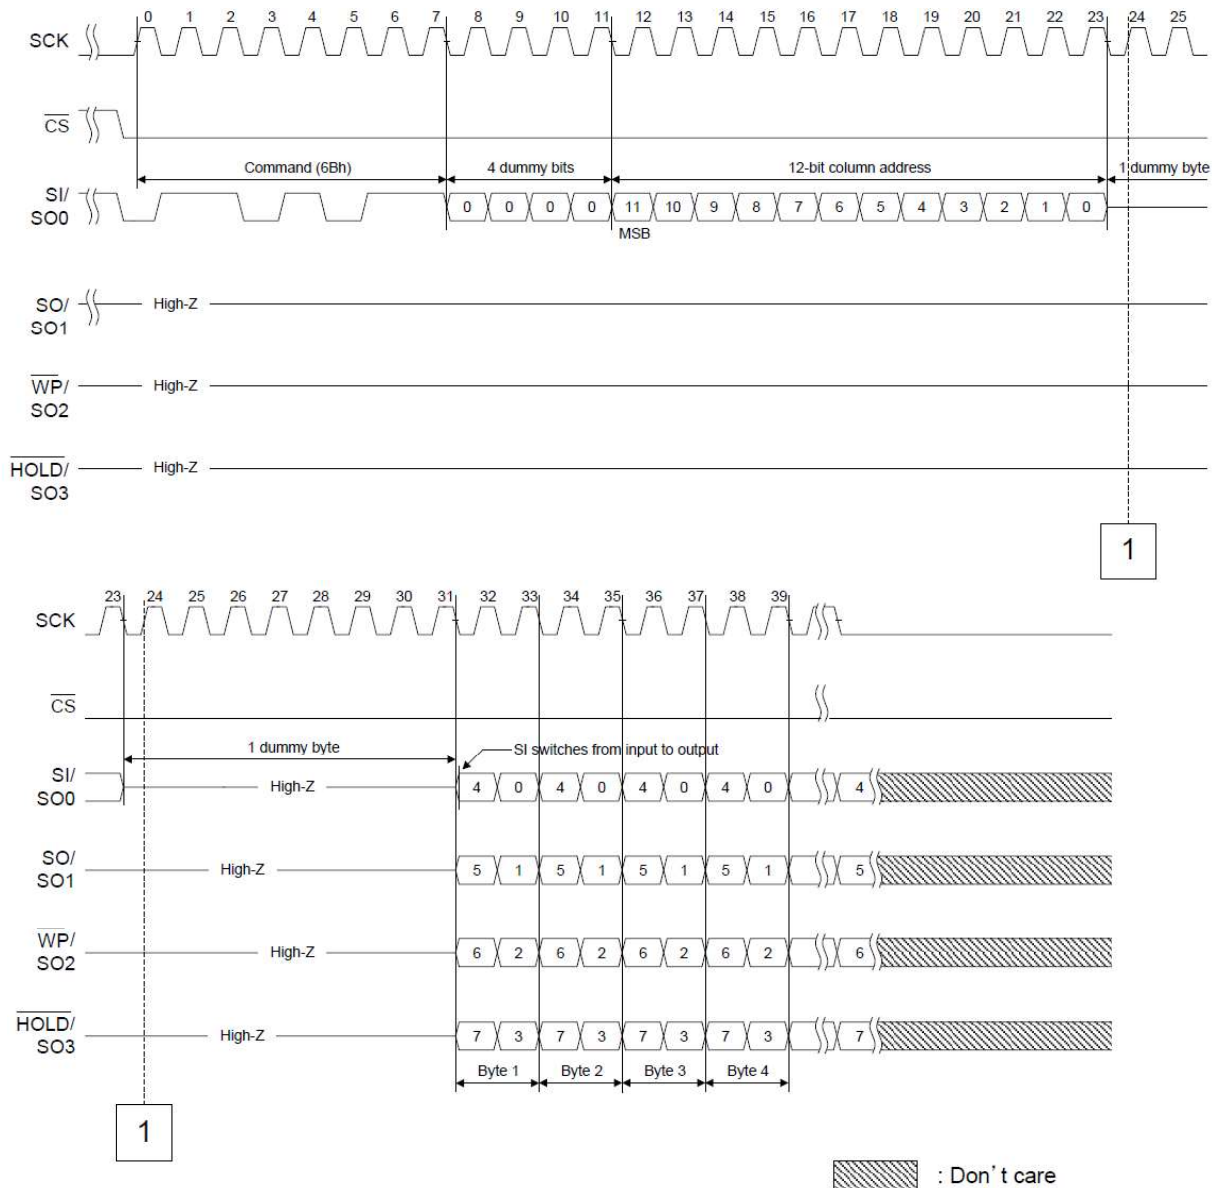 0 1 2 3 4 5 6 7 8 9 10 11 12 13 14 15 16 17 18 19 20 21 22 23 24 25
SCK
CS
Command (6Bh) 4 dummy bits 12-bit column address 1 dummy byte
SI/
SO0
0 0 0 0 11 10 9 8 7 6 5 4 3 2 1 0
MSB
SO/
SO1
High-Z
WP/
SO2
High-Z
HOLD/
SO3
High-Z
1
23 24 25 26 27 28 29 30 31 32 33 34 35 36 37 38 39
SCK
CS
1 dummy byte
SI switches from input to output
SI/
SO0
High-Z 4 0 4 0 4 0 4 0 4
SO/
SO1
High-Z 5 1 5 1 5 1 5 1 5
WP/
SO2
High-Z 6 2 6 2 6 2 6 2 6
HOLD/
SO3
High-Z 7 3 7 3 7 3 7 3 7
Byte 1 Byte 2 Byte 3 Byte 4
1
: Don't care